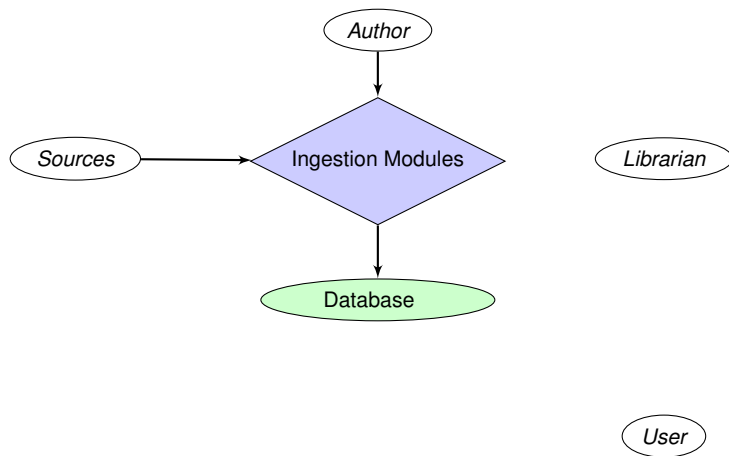 Author
Sources
Ingestion Modules
Librarian
Database
User